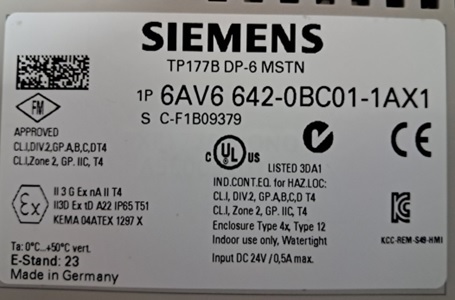 SIEMENS
TP177B DP-6 MSTN
1P 6AV6 642-0BC01-1AX1
S C-F1B09379
FM
APPROVED
CL.I,DIV.2,GP.A,B,C,D T4
CL.I,Zone 2, GP. IIC, T4
C UL US
LISTED 3DA1
IND.CONT.EQ. for HAZ.LOC:
CL.I, DIV 2, GP. A,B,C,D, T4
CL.I, Zone 2, GP. IIC, T4
Enclosure Type 4x, Type 12
Indoor use only, Watertight
Input DC 24V / 0,5A max.
CE
Ex
II 3 G Ex nA II T4
II3D Ex tD A22 IP65 T51
KEMA 04ATEX 1297 X
KCC-REM-S49-HMI
Ta: 0°C...+50°C vert.
E-Stand: 23
Made in Germany